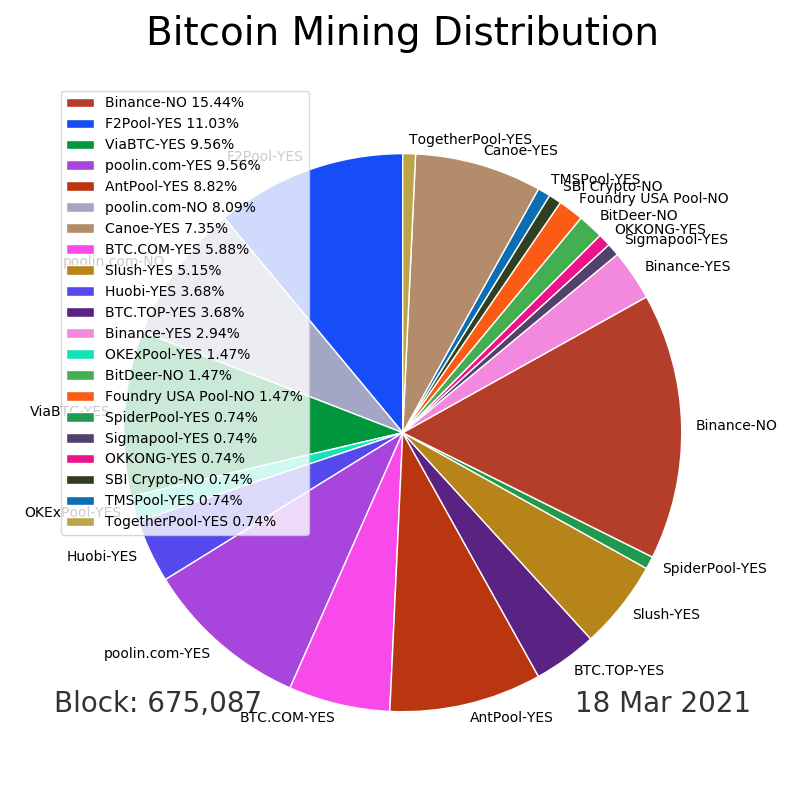 Bitcoin Mining Distribution
Binance-NO 15.44%
F2Pool-YES 11.03%
ViaBTC-YES 9.56%
poolin.com-YES 9.56%
AntPool-YES 8.82%
poolin.com-NO 8.09%
Canoe-YES 7.35%
BTC.COM-YES 5.88%
Slush-YES 5.15%
Huobi-YES 3.68%
BTC.TOP-YES 3.68%
Binance-YES 2.94%
OKExPool-YES 1.47%
BitDeer-NO 1.47%
Foundry USA Pool-NO 1.47%
SpiderPool-YES 0.74%
Sigmapool-YES 0.74%
OKKONG-YES 0.74%
SBI Crypto-NO 0.74%
TMSPool-YES 0.74%
TogetherPool-YES 0.74%
TogetherPool-YES
Canoe-YES
TMSPool-YES
SBI Crypto-NO
Foundry USA Pool-NO
BitDeer-NO
OKKONG-YES
Sigmapool-YES
Binance-YES
Binance-NO
SpiderPool-YES
Slush-YES
BTC.TOP-YES
AntPool-YES
BTC.COM-YES
poolin.com-YES
Huobi-YES
OKExPool-YES
ViaBTC-YES
poolin.com-NO
F2Pool-YES
Block: 675,087
18 Mar 2021